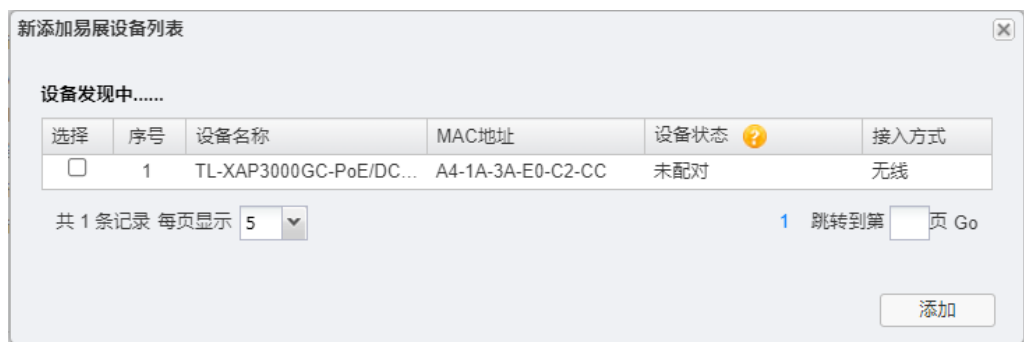 新添加易展设备列表
设备发现中......
选择 序号 设备名称 MAC地址 设备状态 ? 接入方式
1 TL-XAP3000GC-PoE/DC... A4-1A-3A-E0-C2-CC 未配对 无线
共 1 条记录 每页显示 5 1 跳转到第 页 Go
添加